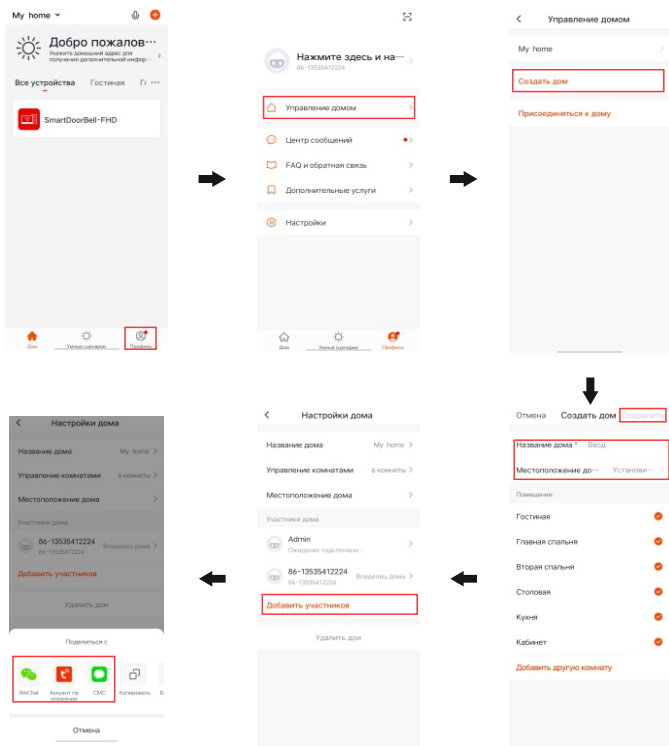 My home
Добро пожалов···
Укажите домашний адрес для
получения дополнительной инфор···
Все устройства Гостиная Гл ···
SmartDoorBell-FHD
Дом Умные сценарии Профиль
Нажмите здесь и на···
86-13535412224
Управление домом
Центр сообщений
FAQ и обратная связь
Дополнительные услуги
Настройки
Дом Умные сценарии Профиль
Управление домом
My home
Создать дом
Присоединяться к дому
Отмена Создать дом Сохранить
Название дома * Ввод
Местоположение до··· Установи···
Помещение
Гостиная
Главная спальня
Вторая спальня
Столовая
Кухня
Кабинет
Добавить другую комнату
Настройки дома
Название дома My home
Управление комнатами 6 комнаты
Местоположение дома
Участники дома
Admin
Ожидание подключени···
86-13535412224 Владелец дома
86-13535412224
Добавить участников
Удалить дом
Настройки дома
Название дома My home
Управление комнатами 6 комнаты
Местоположение дома
Участники дома
86-13535412224 Владелец дома
86-13535412224
Добавить участников
Удалить дом
Поделиться с
WeChat Аккаунт пр CMC Копировать
иложения
Отмена